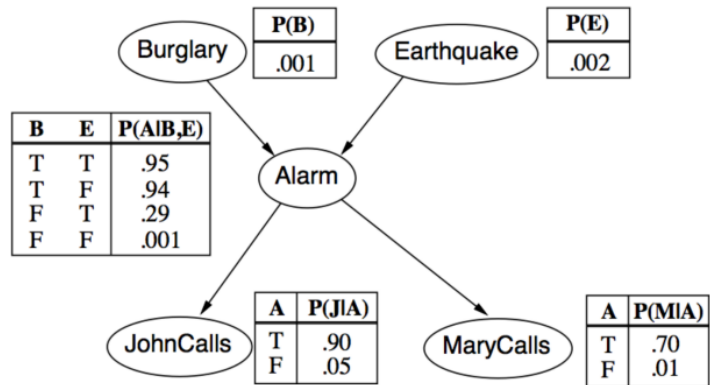 Burglary
P(B)
.001
Earthquake
P(E)
.002
B E P(A|B,E)
T T .95
T F .94
F T .29
F F .001
Alarm
JohnCalls
A P(J|A)
T .90
F .05
MaryCalls
A P(M|A)
T .70
F .01